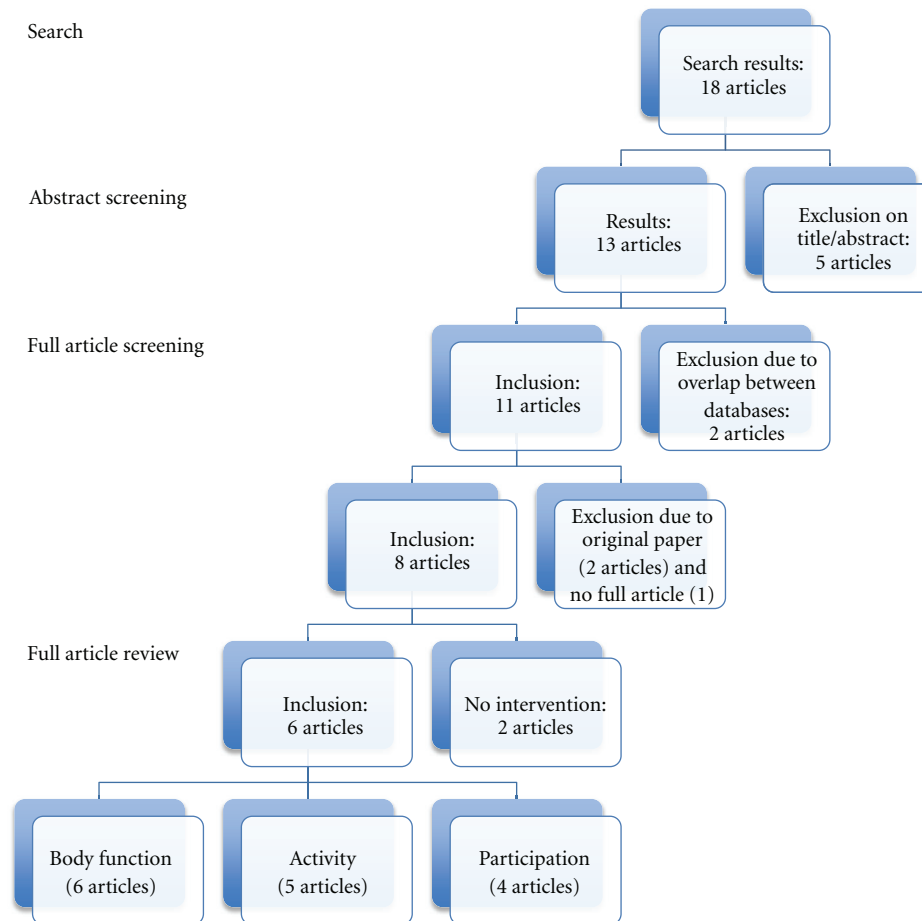 Search
Search results:
18 articles
Abstract screening
Results:
13 articles
Exclusion on
title/abstract:
5 articles
Full article screening
Inclusion:
11 articles
Exclusion due to
overlap between
databases:
2 articles
Inclusion:
8 articles
Exclusion due to
original paper
(2 articles) and
no full article (1)
Full article review
Inclusion:
6 articles
No intervention:
2 articles
Body function
(6 articles)
Activity
(5 articles)
Participation
(4 articles)